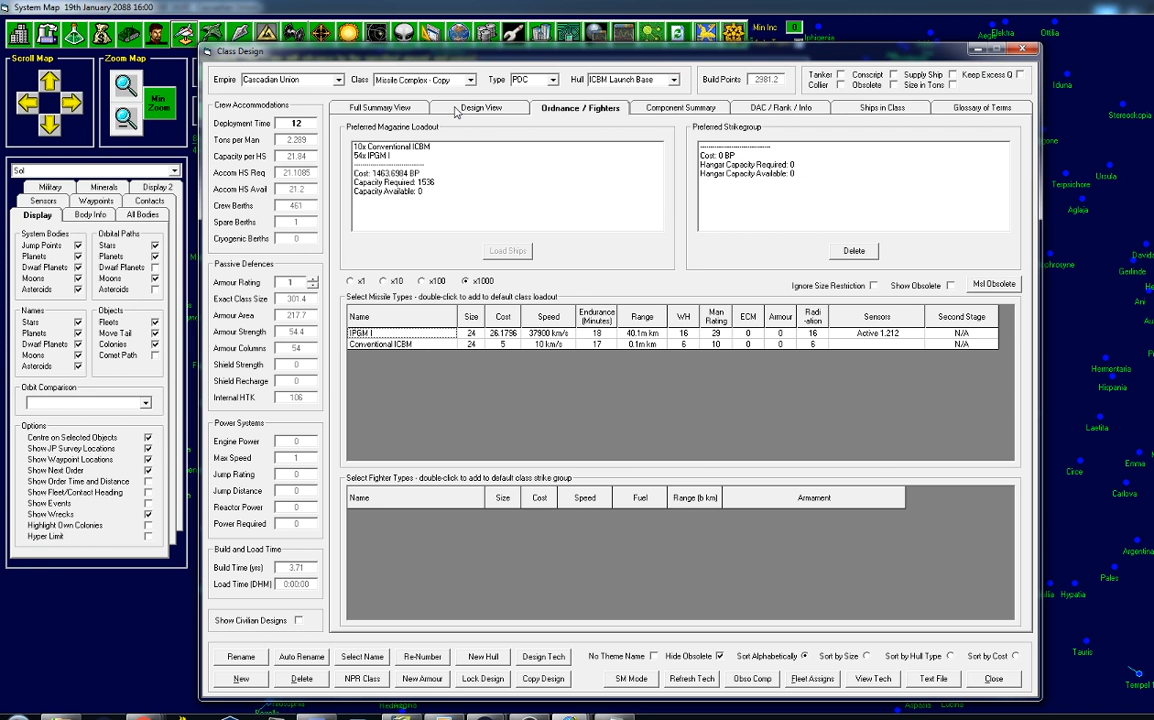 System Map  19th January 2088 16:00
Min Inc
0
Scroll Map
Zoom Map
Min Zoom
Sol
Military
Minerals
Display 2
Sensors
Waypoints
Contacts
Display
Body Info
All Bodies
System Bodies
Orbital Paths
Jump Points
Stars
Planets
Planets
Dwarf Planets
Dwarf Planets
Moons
Moons
Asteroids
Asteroids
Names
Objects
Stars
Fleets
Planets
Move Tail
Dwarf Planets
Colonies
Moons
Comet Path
Asteroids
Orbit Comparison
Options
Centre on Selected Objects
Show JP Survey Locations
Show Waypoint Locations
Show Next Order
Show Order Time and Distance
Show Fleet/Contact Heading
Show Events
Show Wrecks
Highlight Own Colonies
Hyper Limit
Class Design
Empire
Cascadian Union
Class
Missile Complex - Copy
Type
PDC
Hull
ICBM Launch Base
Build Points
2981.2
Tanker
Conscript
Supply Ship
Keep Excess Q
Collier
Obsolete
Size in Tons
Crew Accommodations
Deployment Time 12
Tons per Man 2.289
Capacity per HS 21.84
Accom HS Req 21.1085
Accom HS Avail 21.2
Crew Berths 461
Spare Berths 1
Cryogenic Berths 0
Passive Defences
Armour Rating 1
Exact Class Size 301.4
Armour Area 217.7
Armour Strength 54.4
Armour Columns 54
Shield Strength 0
Shield Recharge 0
Internal HTK 106
Power Systems
Engine Power 0
Max Speed 1
Jump Rating 0
Jump Distance 0
Reactor Power 0
Power Required 0
Build and Load Time
Build Time (yrs) 3.71
Load Time (DHM) 0:00:00
Show Civilian Designs
Full Summary View
Design View
Ordnance / Fighters
Component Summary
DAC / Rank / Info
Ships in Class
Glossary of Terms
Preferred Magazine Loadout
10x Conventional ICBM
54x IPGM I
Cost: 1463.6984 BP
Capacity Required: 1536
Capacity Available: 0
Load Ships
Preferred Strikegroup
Cost: 0 BP
Hangar Capacity Required: 0
Hangar Capacity Available: 0
Delete
x1
x10
x100
x1000
Ignore Size Restriction
Show Obsolete
Msl Obsolete
Select Missile Types - double-click to add to default class loadout
Name Size Cost Speed Endurance (Minutes) Range WH Man Rating ECM Armour Radi -ation Sensors Second Stage
IPGM I 24 26.1796 37900 km/s 18 40.1m km 16 29 0 0 16 Active 1.212 N/A
Conventional ICBM 24 5 10 km/s 17 0.1m km 6 10 0 0 6 N/A
Select Fighter Types - double-click to add to default class strike group
Name Size Cost Speed Fuel Range (b km) Armament
Rename
Auto Rename
Select Name
Re-Number
New Hull
Design Tech
No Theme Name
Hide Obsolete
Sort Alphabetically
Sort by Size
Sort by Hull Type
Sort by Cost
New
Delete
NPR Class
New Armour
Lock Design
Copy Design
SM Mode
Refresh Tech
Obso Comp
Fleet Assigns
View Tech
Text File
Close
Elektra
Ottilia
Iphigenia
Stereoskopia
Ursula
Terpsichore
Aglaja
Gerlinde
Hermentaria
Hispania
Laetita
Emma
Circe
Carlova
Argentina
Pales
Hypatia
Tauris
Tempel 1